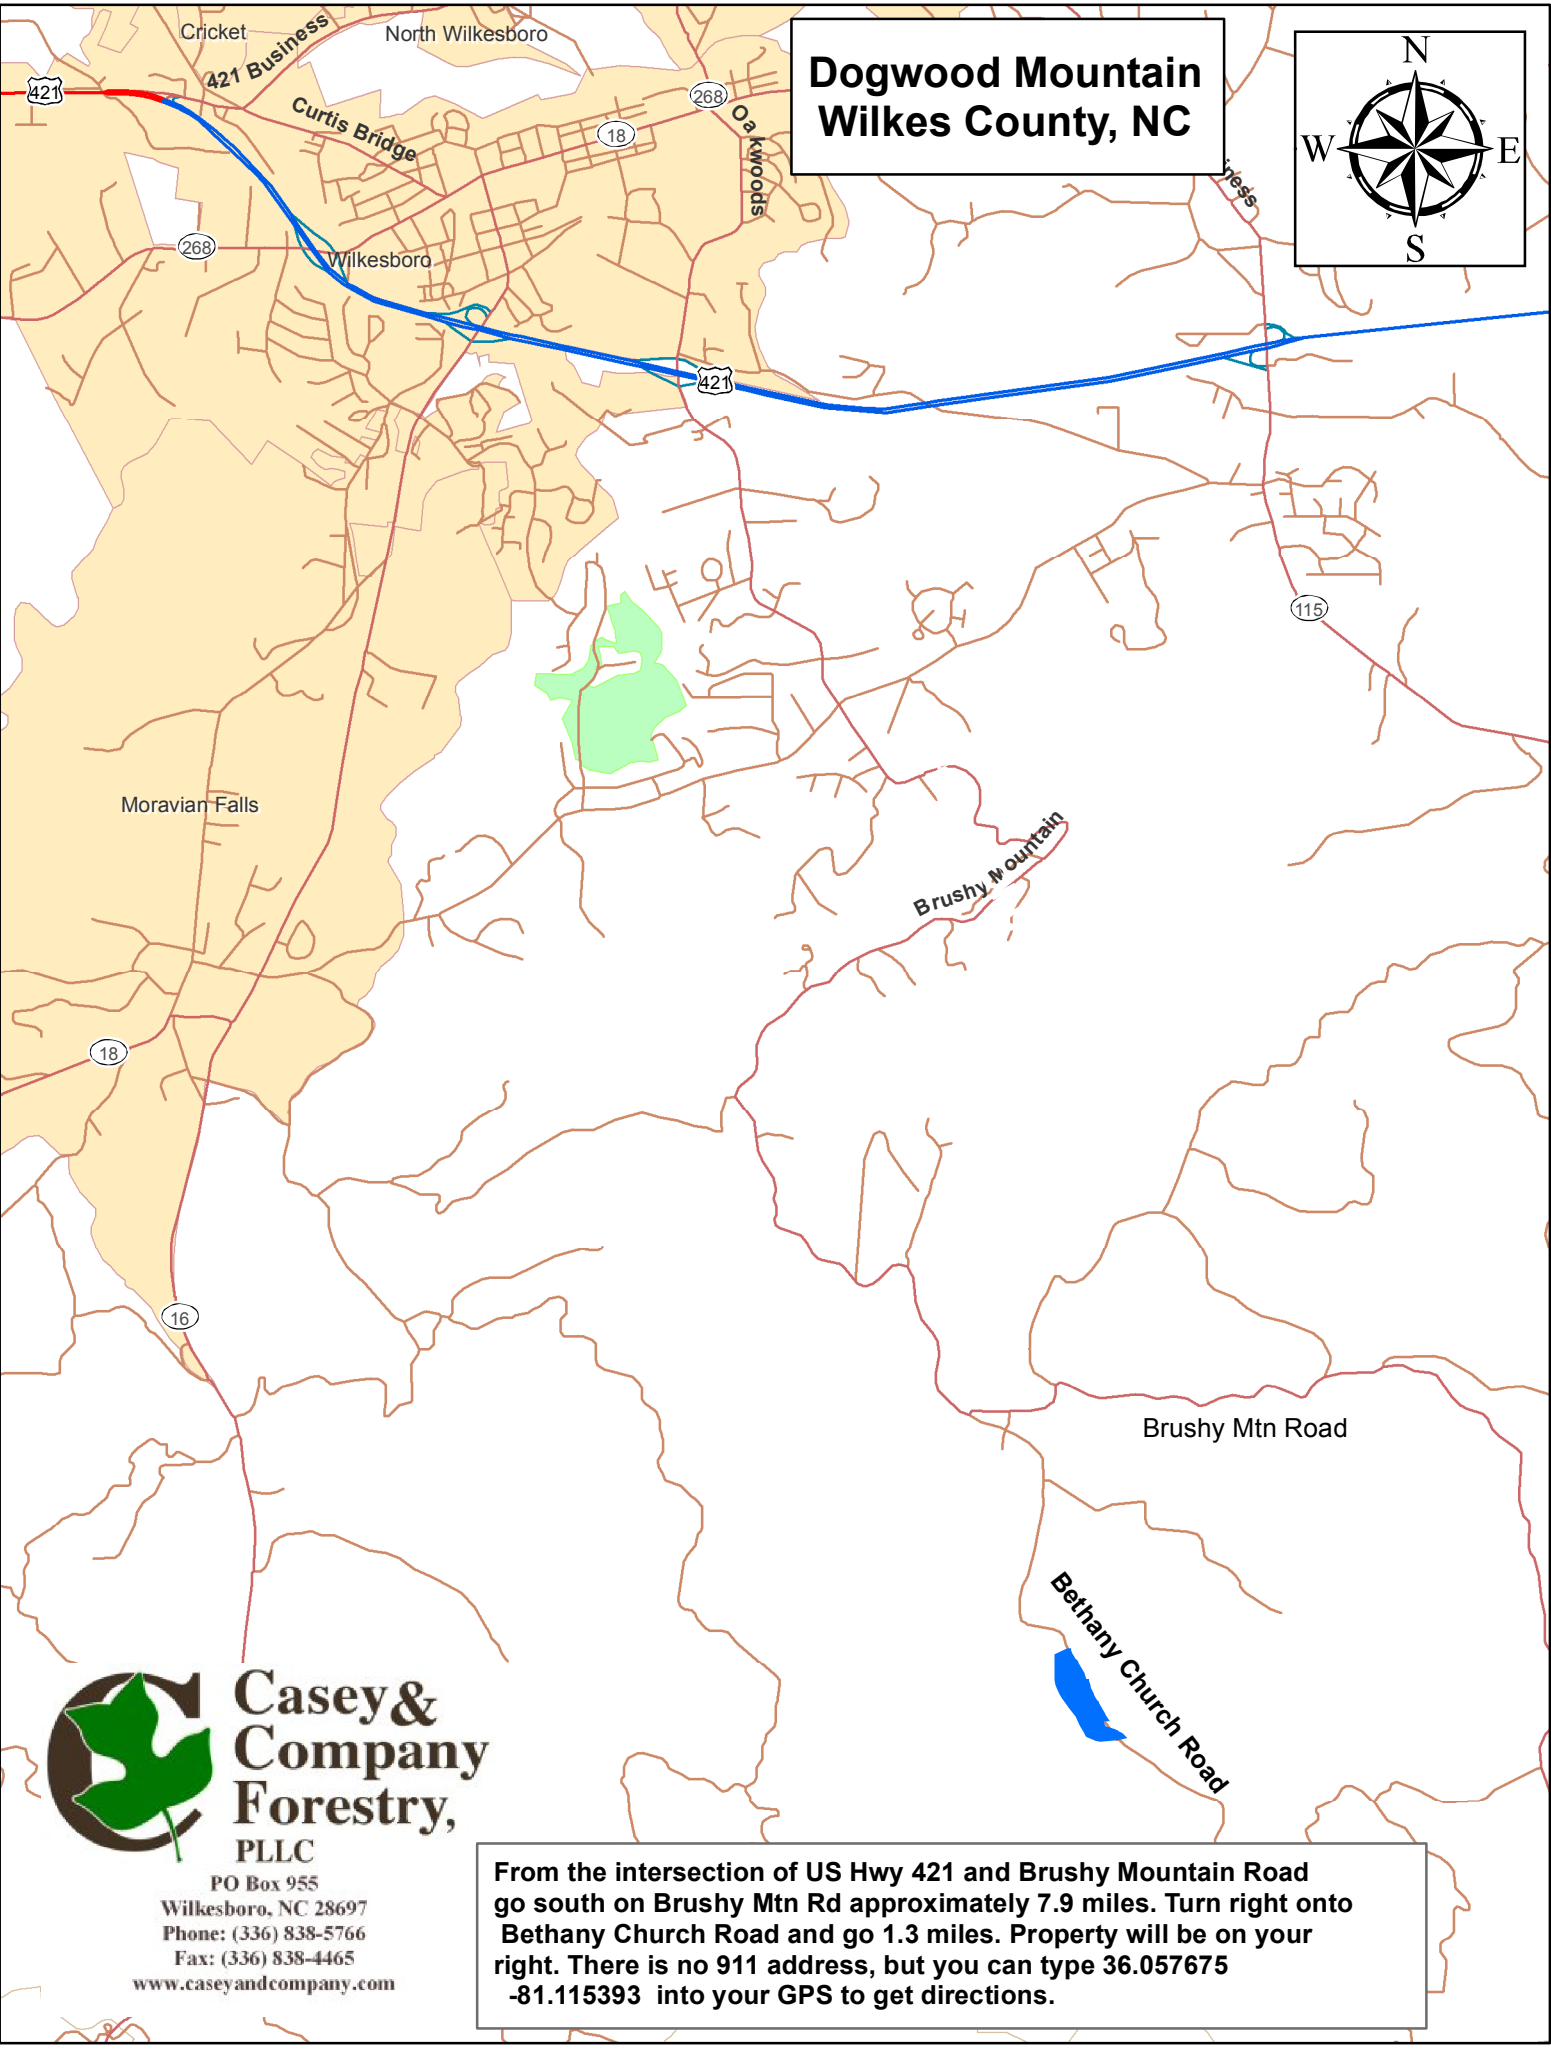 Cricket
North Wilkesboro
421 Business
421
Curtis Bridge
18
268
Oakwoods
Dogwood Mountain
Wilkes County, NC
N
W
E
S
iness
268
Wilkesboro
421
115
Moravian Falls
Brushy Mountain
18
16
Brushy Mtn Road
Bethany Church Road
C
Casey &
Company
Forestry,
PLLC
PO Box 955
Wilkesboro, NC 28697
Phone: (336) 838-5766
Fax: (336) 838-4465
www.caseyandcompany.com
From the intersection of US Hwy 421 and Brushy Mountain Road
go south on Brushy Mtn Rd approximately 7.9 miles. Turn right onto
Bethany Church Road and go 1.3 miles. Property will be on your
right. There is no 911 address, but you can type 36.057675
-81.115393 into your GPS to get directions.